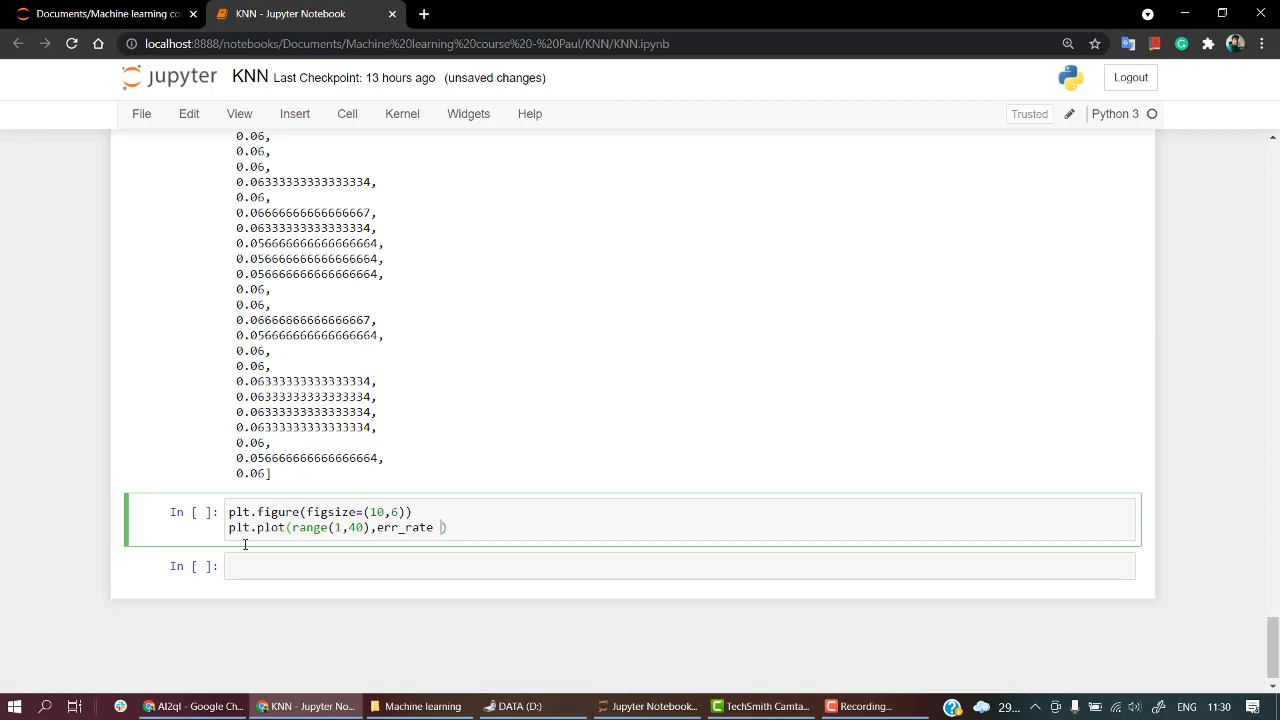 Documents/Machine learning co
KNN - Jupyter Notebook
localhost:8888/notebooks/Documents/Machine%20learning%20course%20-%20Paul/KNN/KNN.ipynb
jupyter KNN Last Checkpoint: 13 hours ago (unsaved changes)
Logout
File Edit View Insert Cell Kernel Widgets Help
Trusted Python 3
0.06,
0.06,
0.06,
0.06333333333333334,
0.06,
0.06666666666666667,
0.06333333333333334,
0.056666666666666664,
0.056666666666666664,
0.056666666666666664,
0.06,
0.06,
0.06666666666666667,
0.056666666666666664,
0.06,
0.06,
0.06333333333333334,
0.06333333333333334,
0.06333333333333334,
0.06333333333333334,
0.06,
0.056666666666666664,
0.06]
In [ ]: plt.figure(figsize=(10,6))
plt.plot(range(1,40),err_rate )
In [ ]:
AI2ql - Google Ch... KNN - Jupyter No... Machine learning DATA (D:) Jupyter Notebook... TechSmith Camta... Recording... 29... ENG 11:30